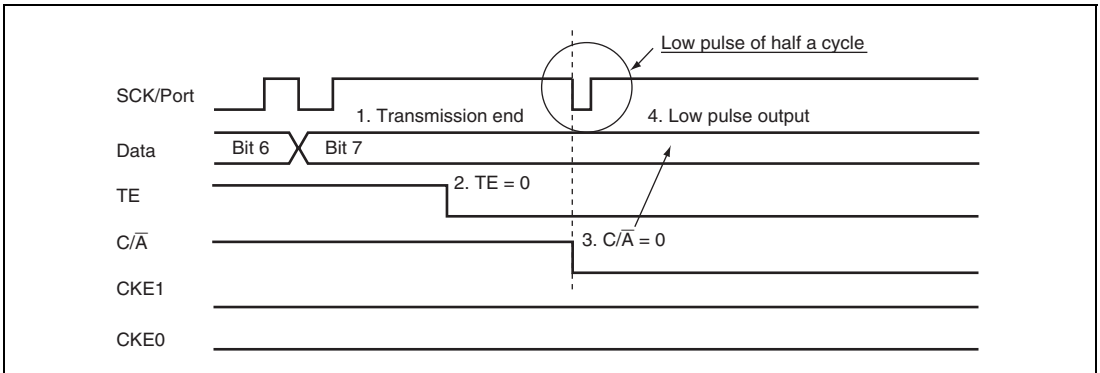 Low pulse of half a cycle
SCK/Port
1. Transmission end
4. Low pulse output
Data
Bit 6
Bit 7
TE
2. TE = 0
C/A̅
3. C/A̅ = 0
CKE1
CKE0